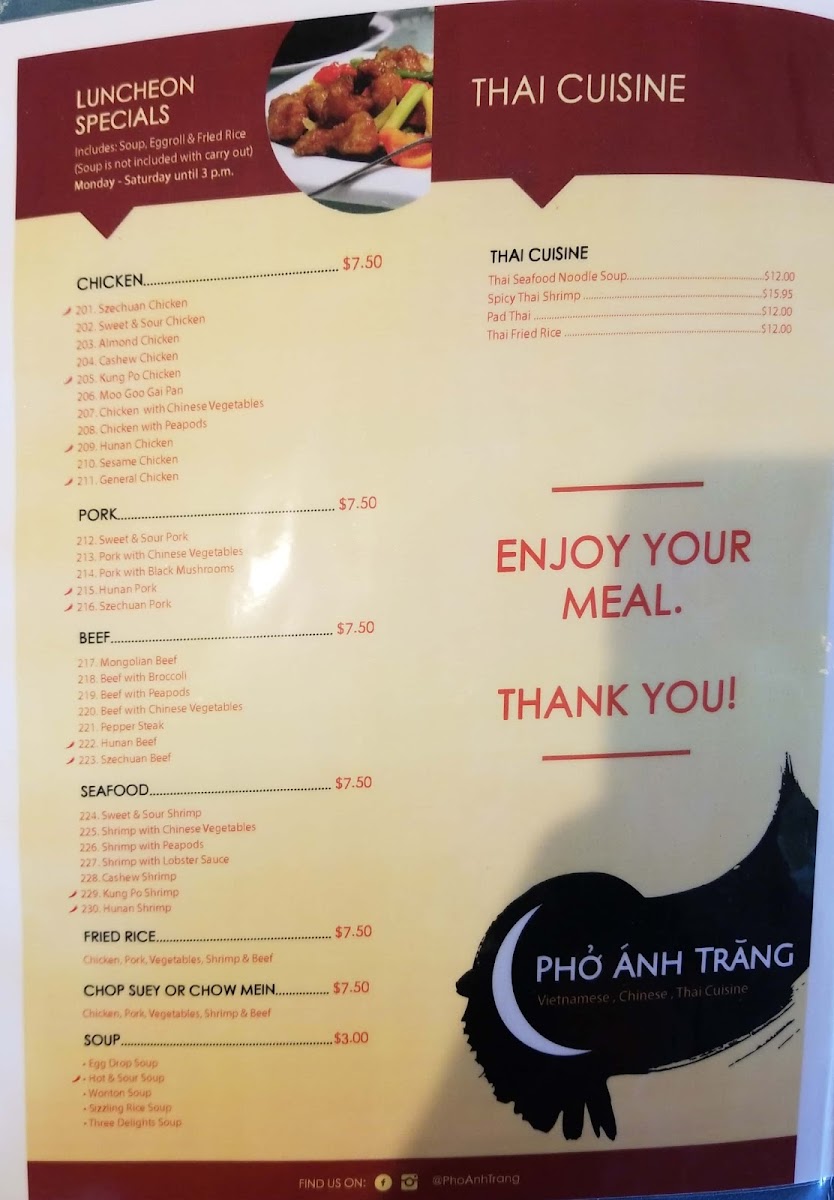 LUNCHEON
SPECIALS
Includes: Soup, Eggroll & Fried Rice
(Soup is not included with carry out)
Monday - Saturday until 3 p.m.
CHICKEN........ $7.50
201. Szechuan Chicken
202. Sweet & Sour Chicken
203. Almond Chicken
204. Cashew Chicken
205. Kung Po Chicken
206. Moo Goo Gai Pan
207. Chicken with Chinese Vegetables
208. Chicken with Peapods
209. Hunan Chicken
210. Sesame Chicken
211. General Chicken
PORK........ $7.50
212. Sweet & Sour Pork
213. Pork with Chinese Vegetables
214. Pork with Black Mushrooms
215. Hunan Pork
216. Szechuan Pork
BEEF........ $7.50
217. Mongolian Beef
218. Beef with Broccoli
219. Beef with Peapods
220. Beef with Chinese Vegetables
221. Pepper Steak
222. Hunan Beef
223. Szechuan Beef
SEAFOOD........ $7.50
224. Sweet & Sour Shrimp
225. Shrimp with Chinese Vegetables
226. Shrimp with Peapods
227. Shrimp with Lobster Sauce
228. Cashew Shrimp
229. Kung Po Shrimp
230. Hunan Shrimp
FRIED RICE........ $7.50
Chicken, Pork, Vegetables, Shrimp & Beef
CHOP SUEY OR CHOW MEIN........ $7.50
Chicken, Pork, Vegetables, Shrimp & Beef
SOUP........ $3.00
• Egg Drop Soup
• Hot & Sour Soup
• Wonton Soup
• Sizzling Rice Soup
• Three Delights Soup
THAI CUISINE
THAI CUISINE
Thai Seafood Noodle Soup........ $12.00
Spicy Thai Shrimp ........ $15.95
Pad Thai ........ $12.00
Thai Fried Rice ........ $12.00
ENJOY YOUR
MEAL.
THANK YOU!
PHỞ ÁNH TRĂNG
Vietnamese , Chinese , Thai Cuisine
FIND US ON: @PhoAnhTrang